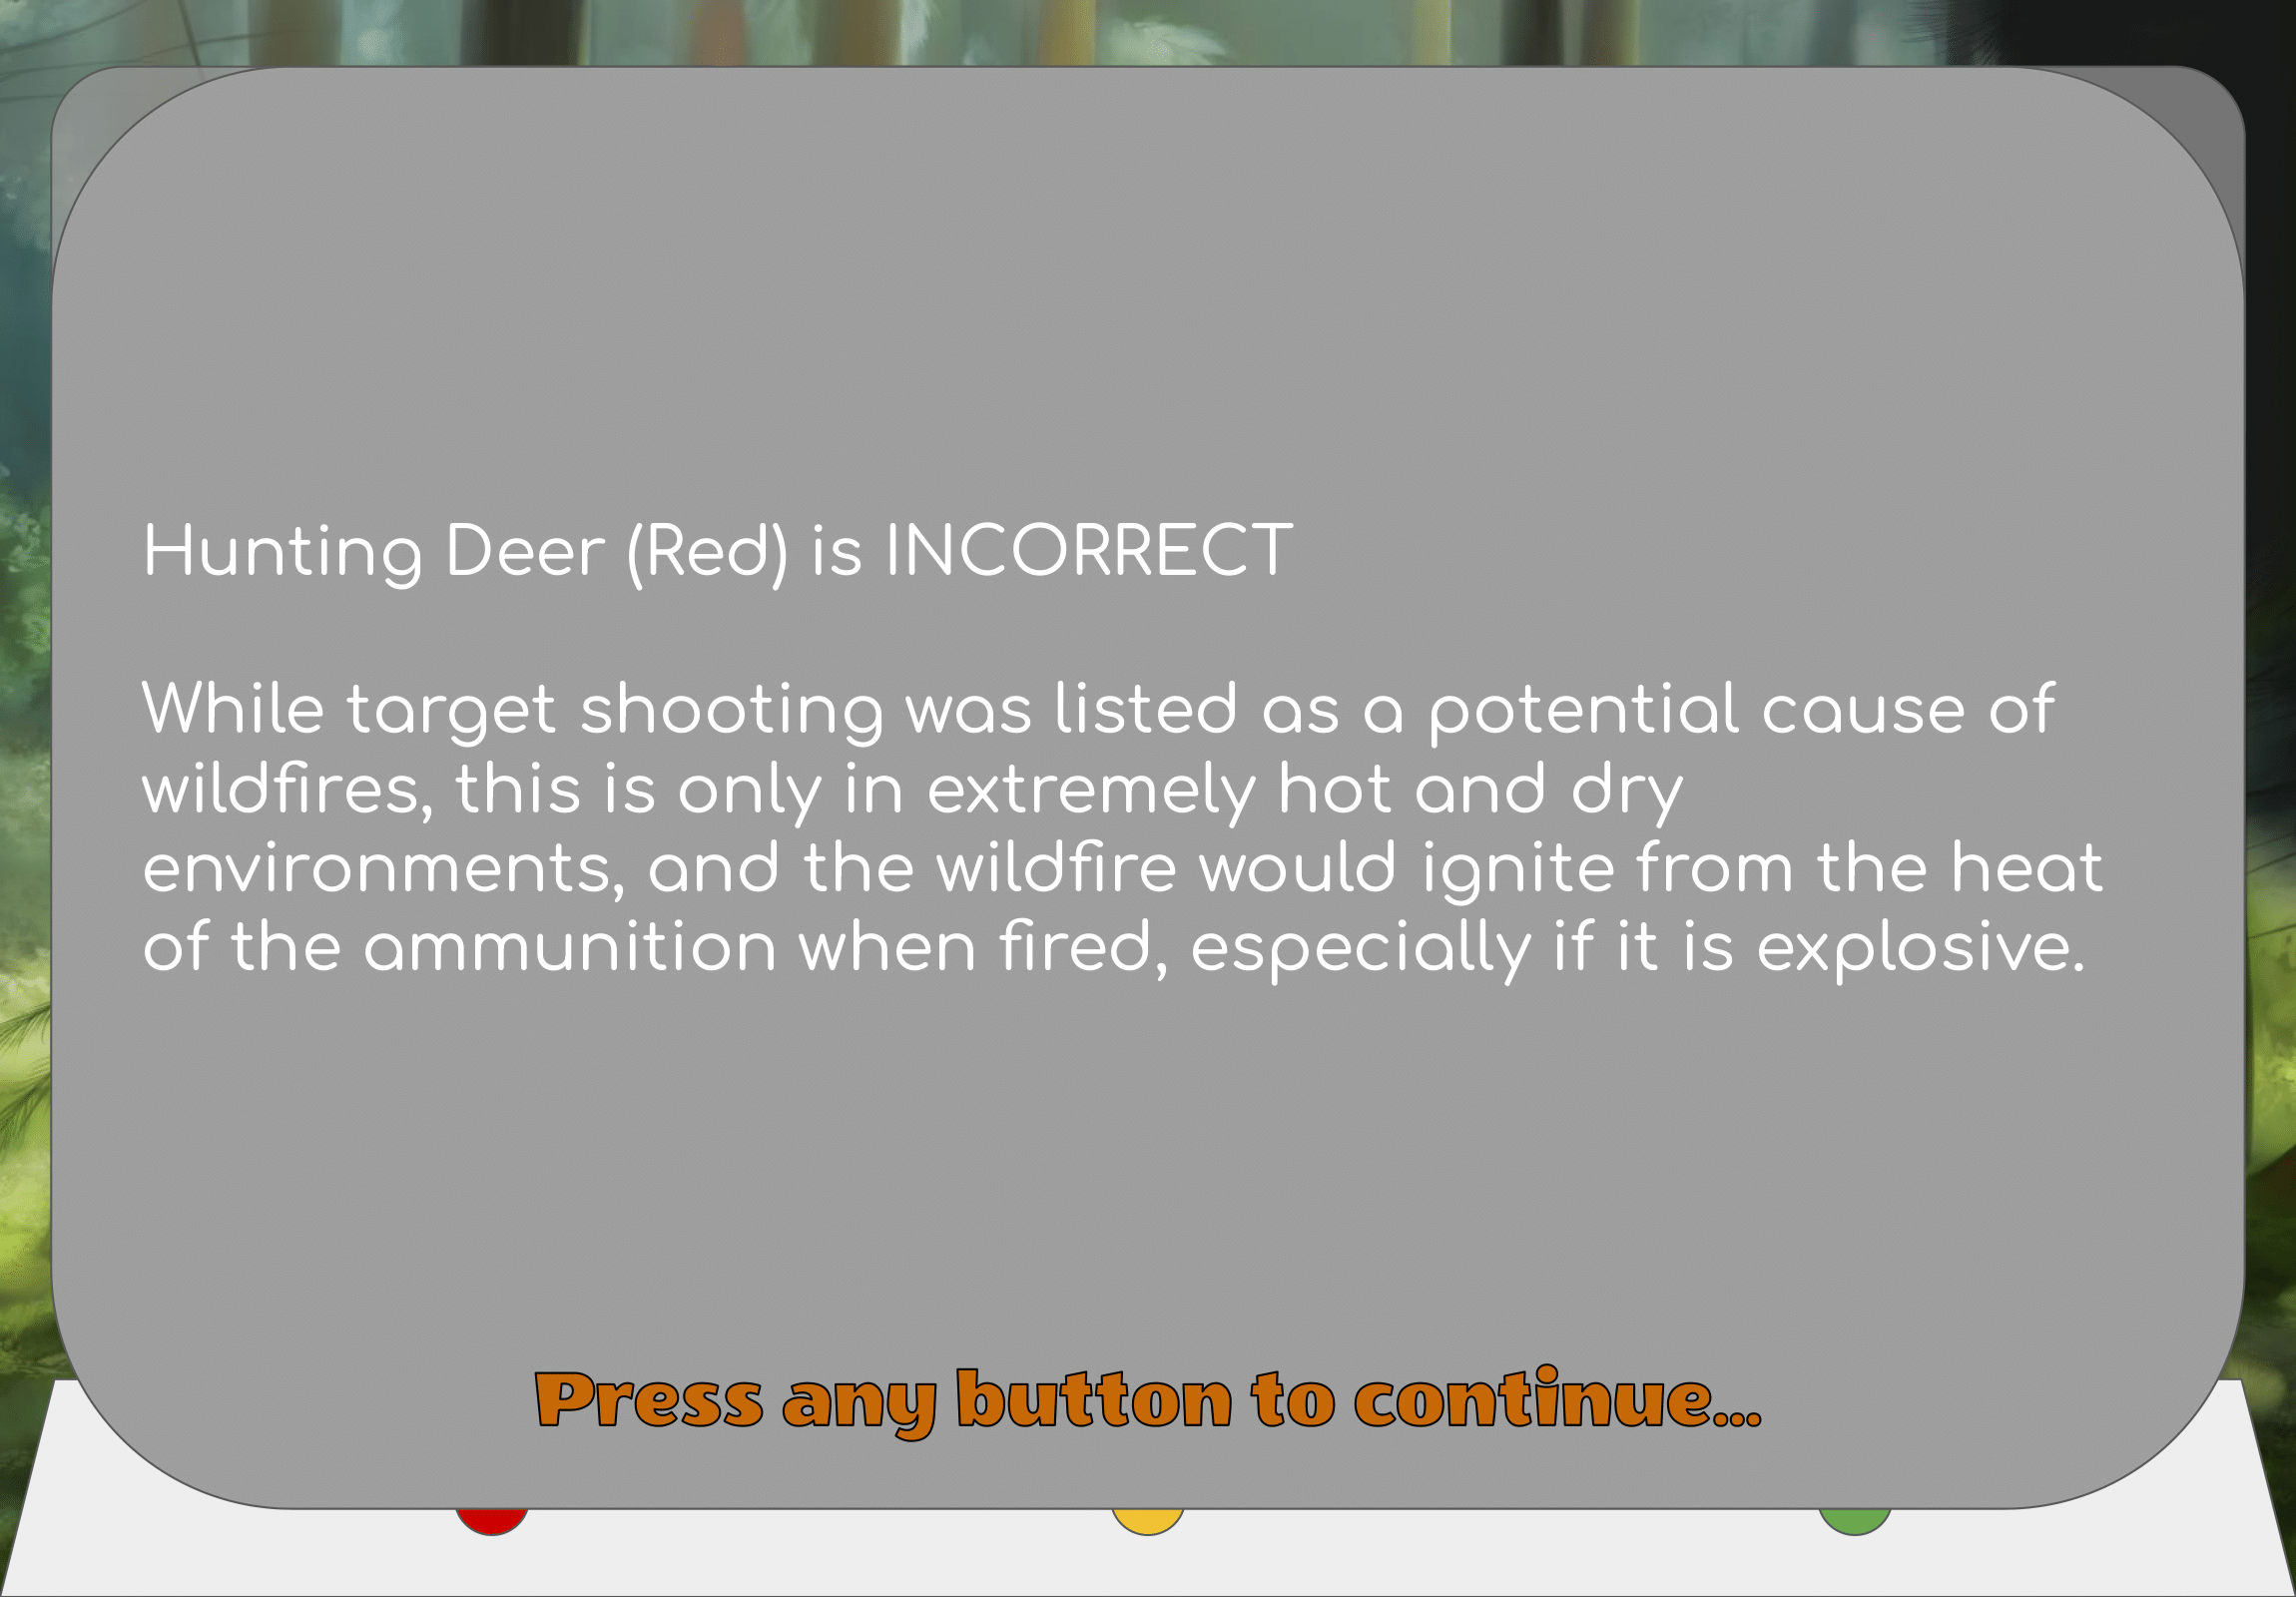 Hunting Deer (Red) is INCORRECT
While target shooting was listed as a potential cause of
wildfires, this is only in extremely hot and dry
environments, and the wildfire would ignite from the heat
of the ammunition when fired, especially if it is explosive.
Press any button to continue...